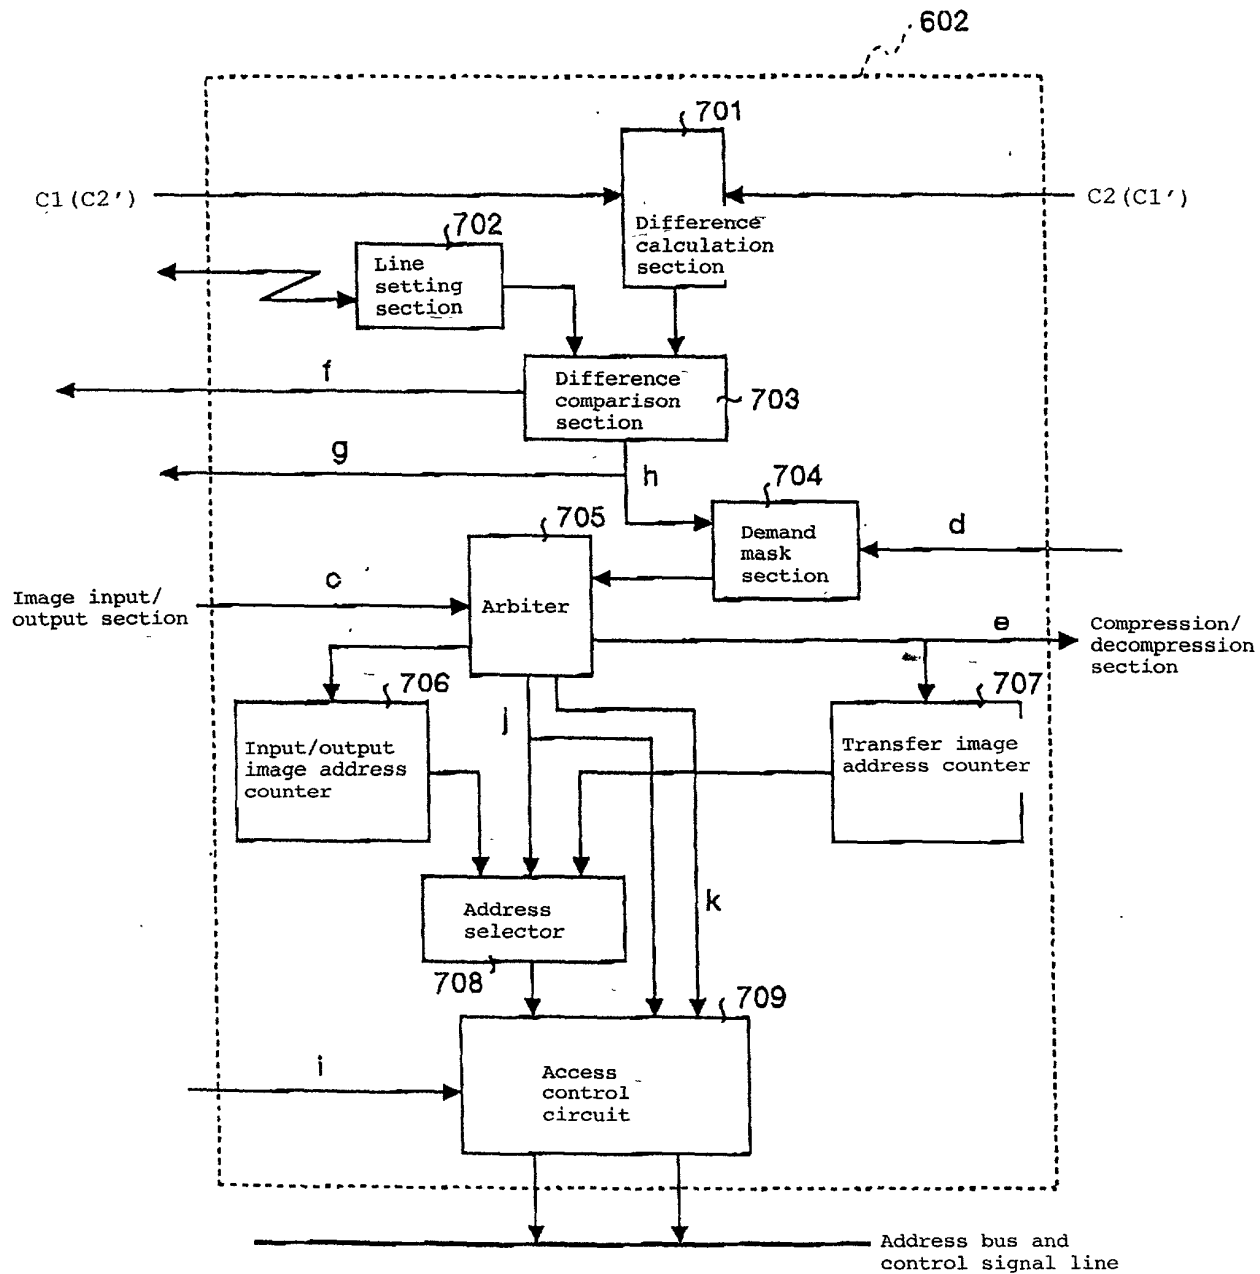 602
701
C1(C2')
C2(C1')
Difference
calculation
section
702
Line
setting
section
f
Difference
comparison
section
703
g
h
704
705
Demand
mask
section
d
c
Image input/
output section
Arbiter
e
Compression/
decompression
section
706
707
j
Input/output
image address
counter
Transfer image
address counter
k
Address
selector
708
709
i
Access
control
circuit
Address bus and
control signal line